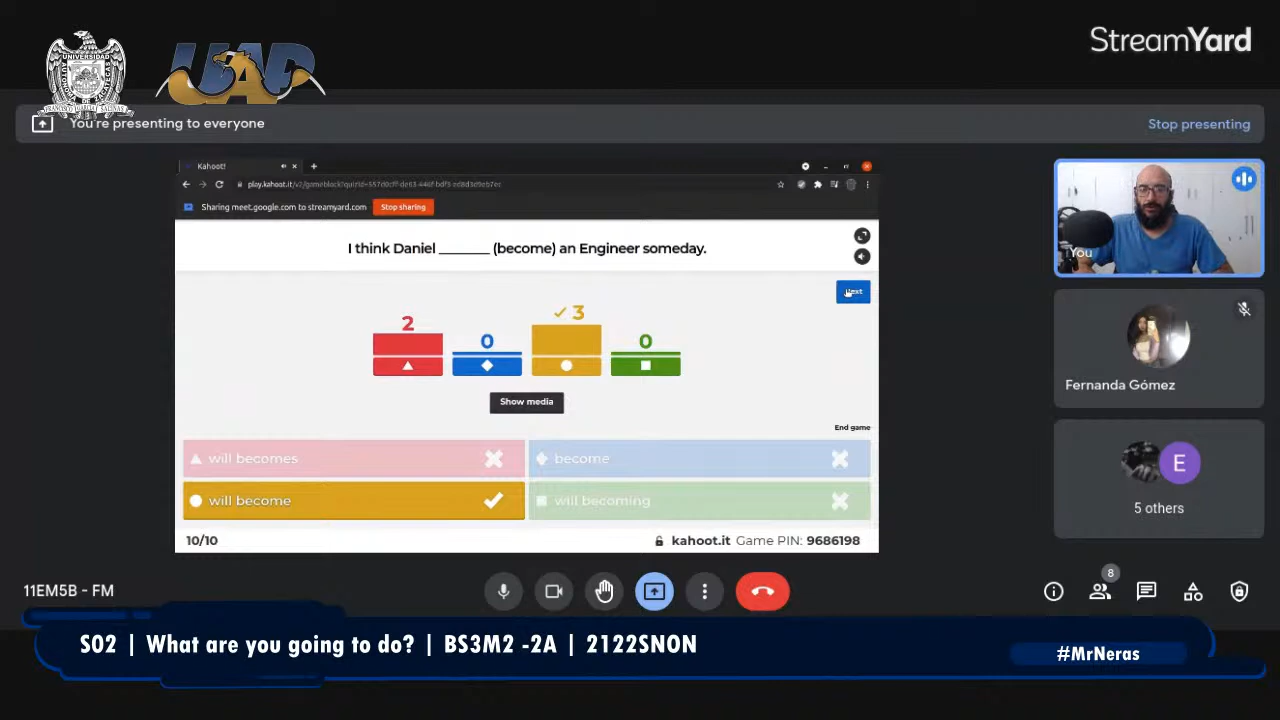 StreamYard
UNIVERSIDAD
UAP
You're presenting to everyone
Stop presenting
Kahoot!
Sharing meet.google.com to streamyard.com
Stop sharing
I think Daniel _______ (become) an Engineer someday.
You
Next
2
0
3
0
Fernanda Gómez
Show media
End game
will becomes
become
E
will become
will becoming
5 others
10/10
kahoot.it Game PIN: 9686198
8
11EM5B - FM
S02 | What are you going to do? | BS3M2 -2A | 2122SNON
#MrNeras